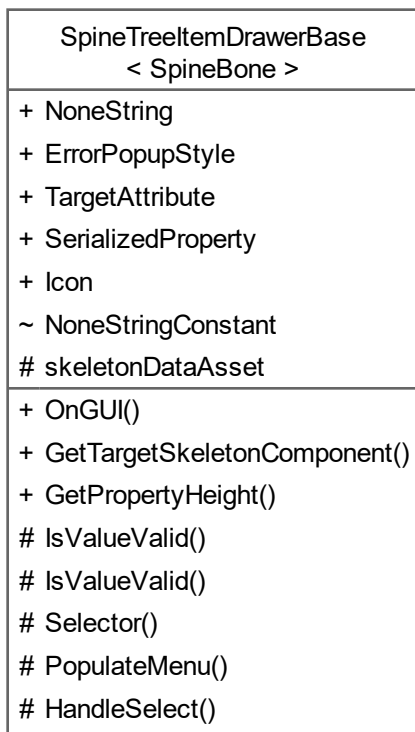 SpineTreeItemDrawerBase
< SpineBone >
+ NoneString
+ ErrorPopupStyle
+ TargetAttribute
+ SerializedProperty
+ Icon
~ NoneStringConstant
# skeletonDataAsset
+ OnGUI()
+ GetTargetSkeletonComponent()
+ GetPropertyHeight()
# IsValueValid()
# IsValueValid()
# Selector()
# PopulateMenu()
# HandleSelect()